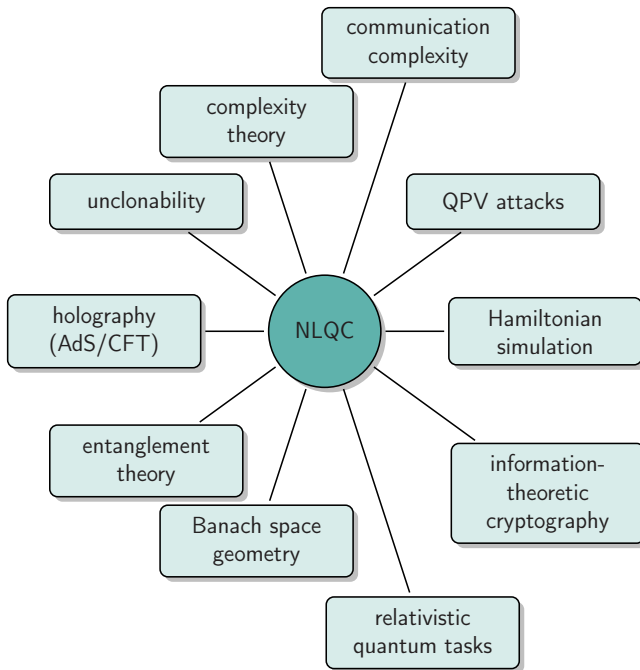 communication
complexity
complexity
theory
unclonability
QPV attacks
holography
(AdS/CFT)
NLQC
Hamiltonian
simulation
entanglement
theory
information-
theoretic
cryptography
Banach space
geometry
relativistic
quantum tasks